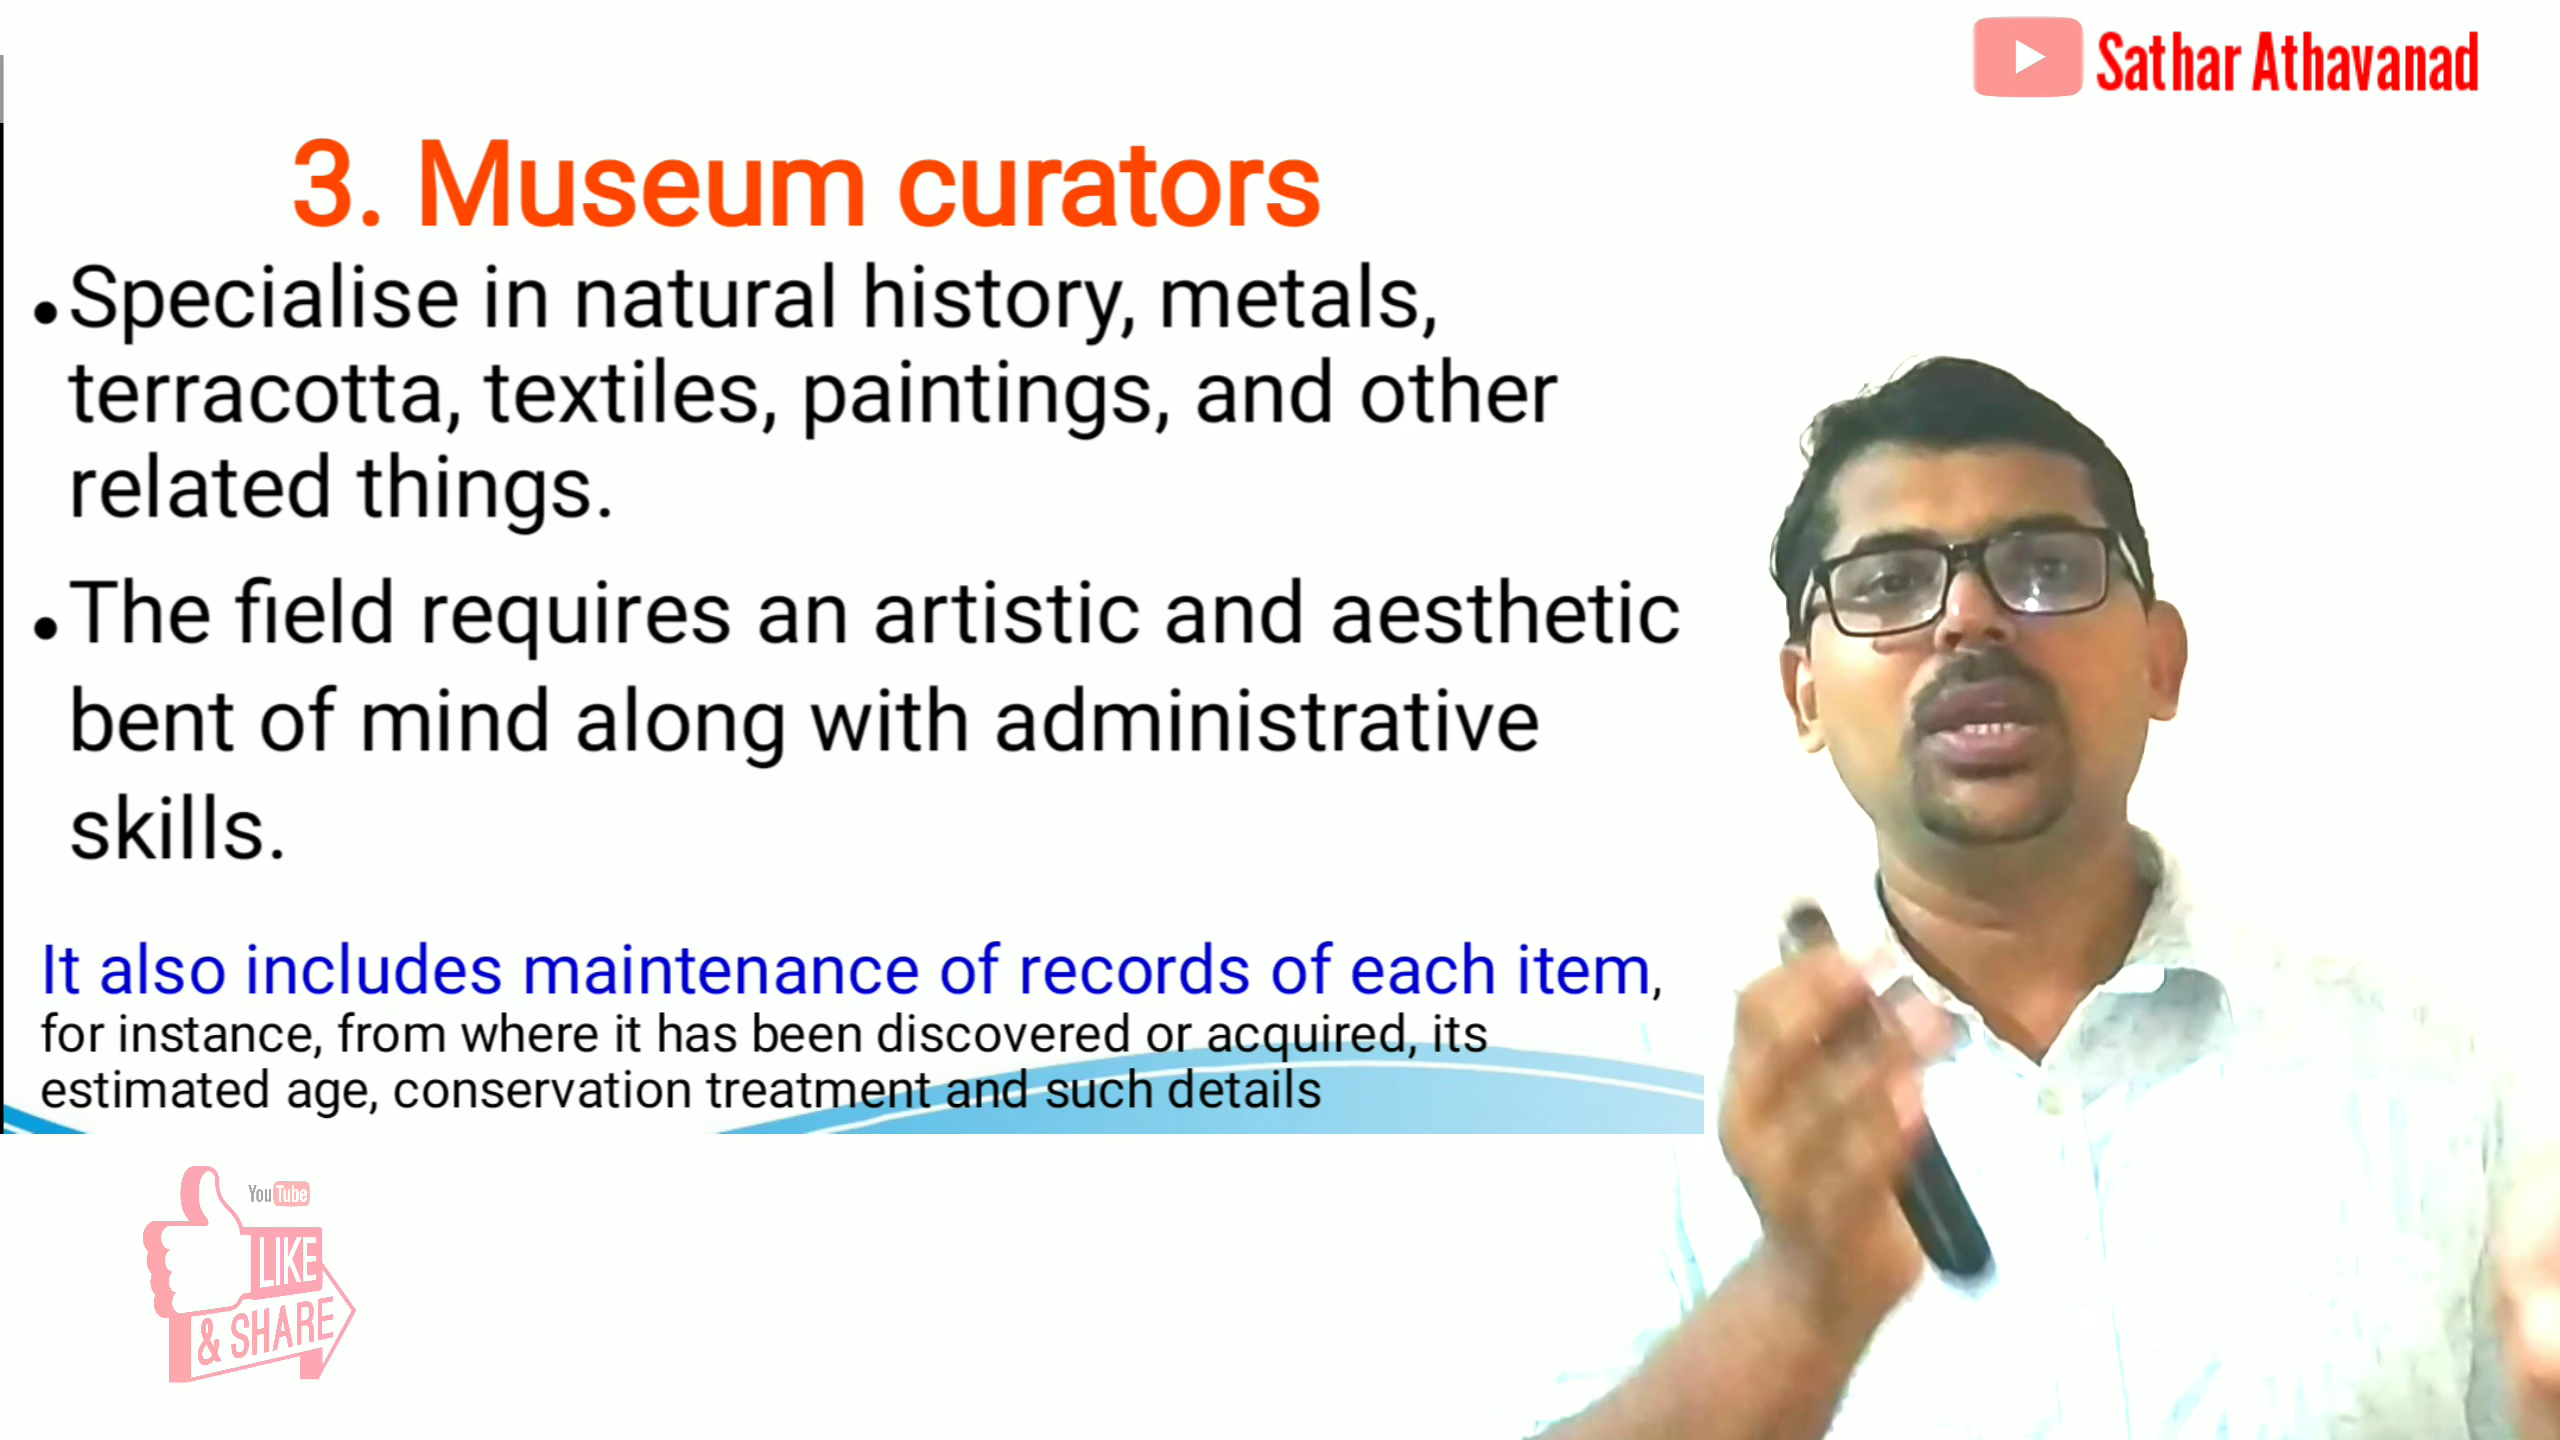 Sathar Athavanad
3. Museum curators
•Specialise in natural history, metals,
terracotta, textiles, paintings, and other
related things.
•The field requires an artistic and aesthetic
bent of mind along with administrative
skills.
It also includes maintenance of records of each item,
for instance, from where it has been discovered or acquired, its
estimated age, conservation treatment and such details
YouTube
LIKE
& SHARE